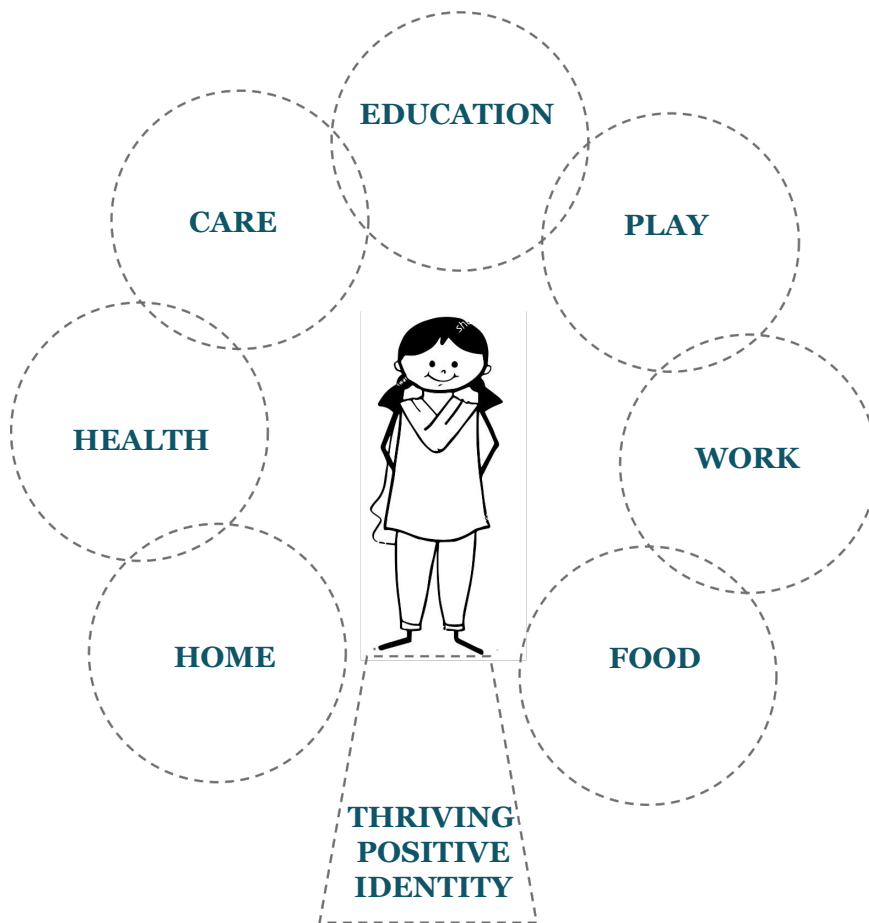 EDUCATION
CARE
PLAY
HEALTH
WORK
HOME
FOOD
THRIVING
POSITIVE
IDENTITY